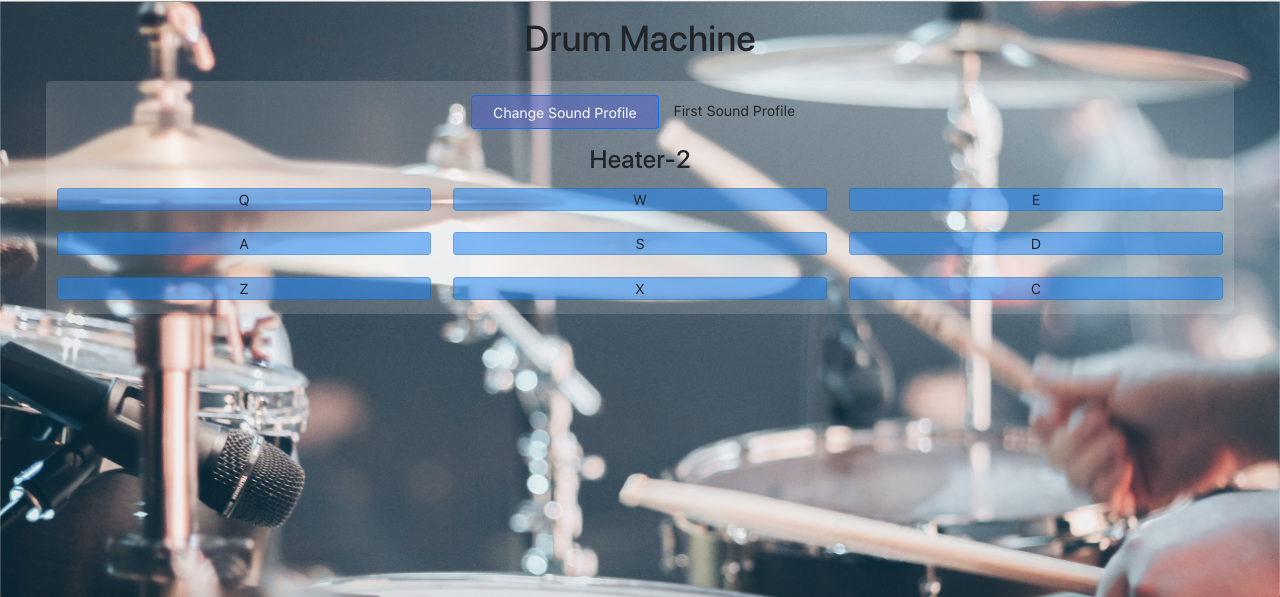 Drum Machine
Change Sound Profile First Sound Profile
Heater-2
Q W E
A S D
Z X C